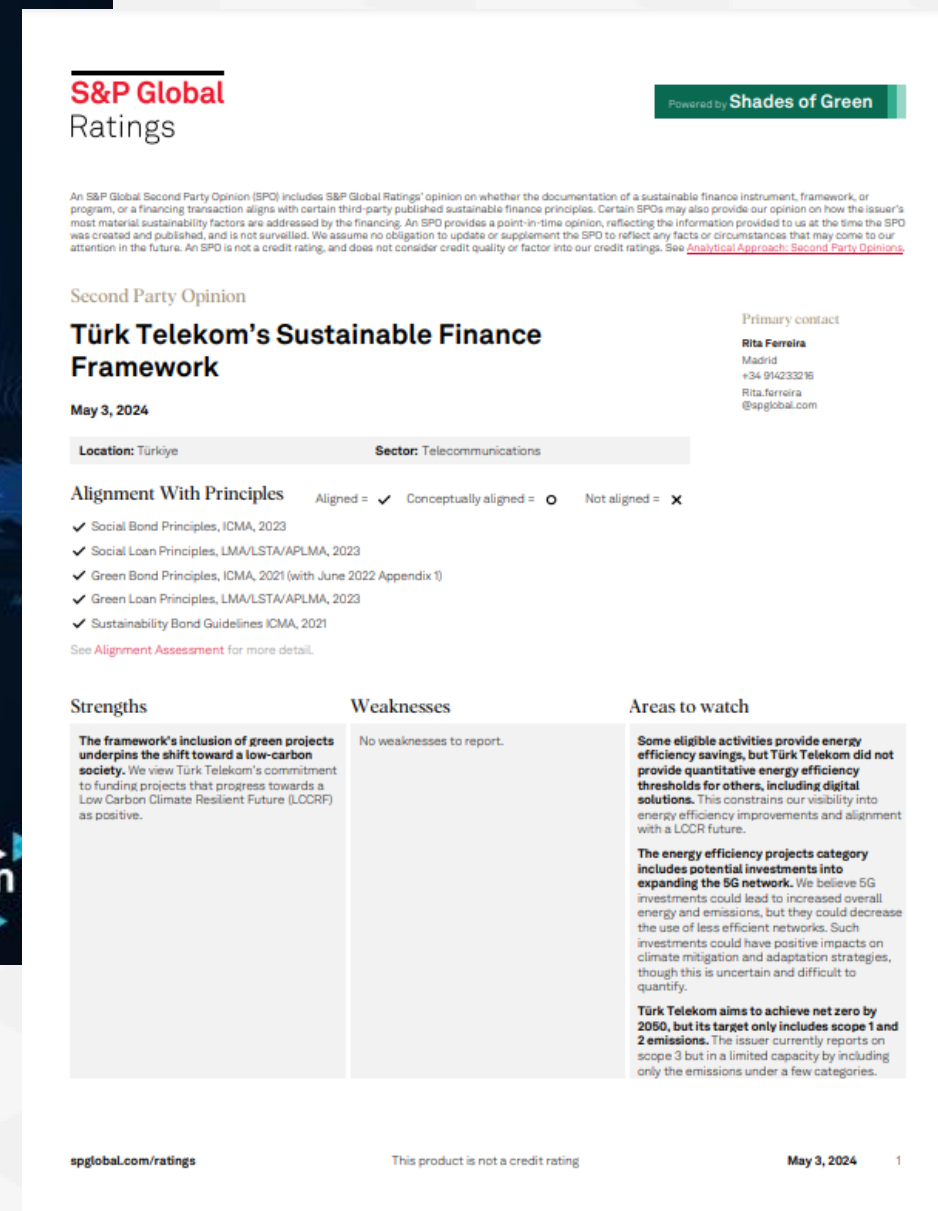 S&P Global
Ratings
Powered by Shades of Green
An S&P Global Second Party Opinion (SPO) includes S&P Global Ratings' opinion on whether the documentation of a sustainable finance instrument, framework, or
program, or a financing transaction aligns with certain third-party published sustainable finance principles. Certain SPOs may also provide our opinion on how the issuer's
most material sustainability factors are addressed by the financing. An SPO provides a point-in-time opinion, reflecting the information provided to us at the time the SPO
was created and published, and is not surveilled. We assume no obligation to update or supplement the SPO to reflect any facts or circumstances that may come to our
attention in the future. An SPO is not a credit rating, and does not consider credit quality or factor into our credit ratings. See Analytical Approach: Second Party Opinions.
Second Party Opinion
Türk Telekom's Sustainable Finance
Framework
May 3, 2024
Primary contact
Rita Ferreira
Madrid
+34 914233216
Rita.ferreira
@spglobal.com
Location: Türkiye
Sector: Telecommunications
Alignment With Principles
Aligned = ✓ Conceptually aligned = O Not aligned = ✗
✓ Social Bond Principles, ICMA, 2023
✓ Social Loan Principles, LMA/LSTA/APLMA, 2023
✓ Green Bond Principles, ICMA, 2021 (with June 2022 Appendix 1)
✓ Green Loan Principles, LMA/LSTA/APLMA, 2023
✓ Sustainability Bond Guidelines ICMA, 2021
See Alignment Assessment for more detail.
Strengths
The framework's inclusion of green projects
underpins the shift toward a low-carbon
society. We view Türk Telekom's commitment
to funding projects that progress towards a
Low Carbon Climate Resilient Future (LCCRF)
as positive.
Weaknesses
No weaknesses to report.
Areas to watch
Some eligible activities provide energy
efficiency savings, but Türk Telekom did not
provide quantitative energy efficiency
thresholds for others, including digital
solutions. This constrains our visibility into
energy efficiency improvements and alignment
with a LCCR future.
The energy efficiency projects category
includes potential investments into
expanding the 5G network. We believe 5G
investments could lead to increased overall
energy and emissions, but they could decrease
the use of less efficient networks. Such
investments could have positive impacts on
climate mitigation and adaptation strategies,
though this is uncertain and difficult to
quantify.
Türk Telekom aims to achieve net zero by
2050, but its target only includes scope 1 and
2 emissions. The issuer currently reports on
scope 3 but in a limited capacity by including
only the emissions under a few categories.
n
spglobal.com/ratings
This product is not a credit rating
May 3, 2024 1